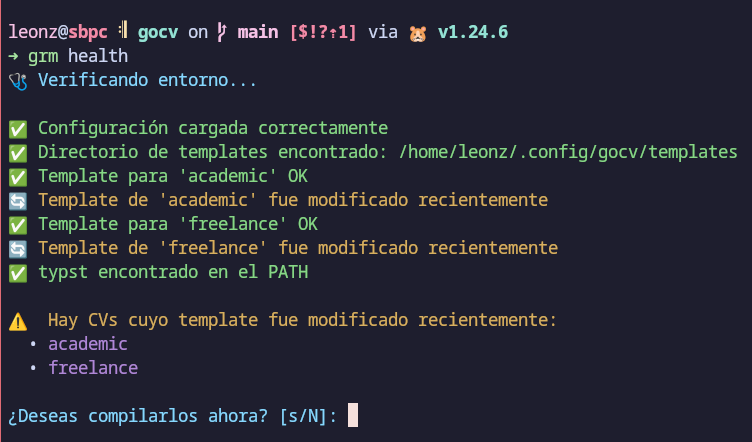 leonz@sbpc gocv on main [$!?⇡1] via 🐹 v1.24.6
→ grm health
🩺 Verificando entorno...
✅ Configuración cargada correctamente
✅ Directorio de templates encontrado: /home/leonz/.config/gocv/templates
✅ Template para 'academic' OK
🔄 Template de 'academic' fue modificado recientemente
✅ Template para 'freelance' OK
🔄 Template de 'freelance' fue modificado recientemente
✅ typst encontrado en el PATH
⚠️ Hay CVs cuyo template fue modificado recientemente:
• academic
• freelance
¿Deseas compilarlos ahora? [s/N]: